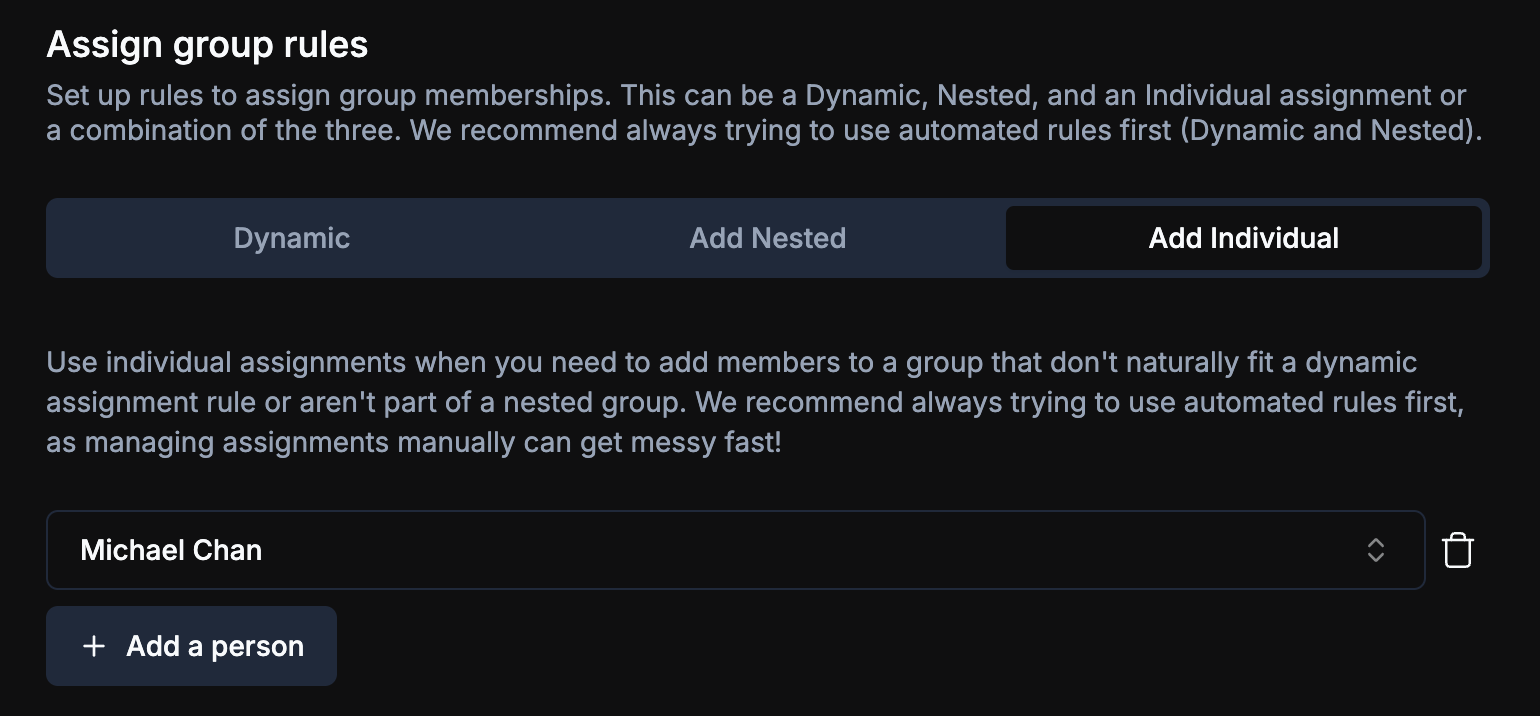 Assign group rules
Set up rules to assign group memberships. This can be a Dynamic, Nested, and an Individual assignment or
a combination of the three. We recommend always trying to use automated rules first (Dynamic and Nested).
Dynamic
Add Nested
Add Individual
Use individual assignments when you need to add members to a group that don't naturally fit a dynamic
assignment rule or aren't part of a nested group. We recommend always trying to use automated rules first,
as managing assignments manually can get messy fast!
Michael Chan
+ Add a person